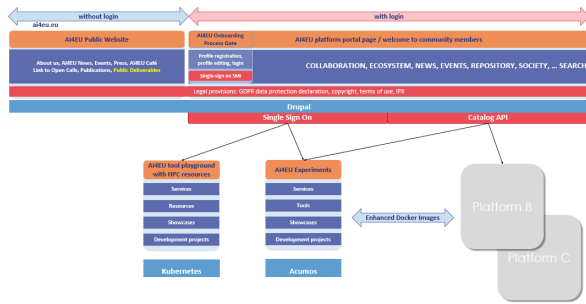 without login
with login
ai4eu.eu
AI4EU Public Website
AI4EU Onboarding
Process Gate
AI4EU platform portal page / welcome to community members
About us, AI4EU News, Events, Press, AI4EU Café
Link to Open Calls, Publications, Public Deliverables
Profile registration,
profile editing, login
Single sign on SMI
COLLABORATION, ECOSYSTEM, NEWS, EVENTS, REPOSITORY, SOCIETY, ... SEARCH
Legal provisions: GDPR data protection declaration, copyright, terms of use, IPR
Drupal
Single Sign On
Catalog API
AI4EU tool playground
with HPC resources
Services
Resources
Showcases
Development projects
Kubernetes
AI4EU Experiments
Services
Tools
Showcases
Development projects
Acumos
Enhanced Docker Images
Platform B
Platform C